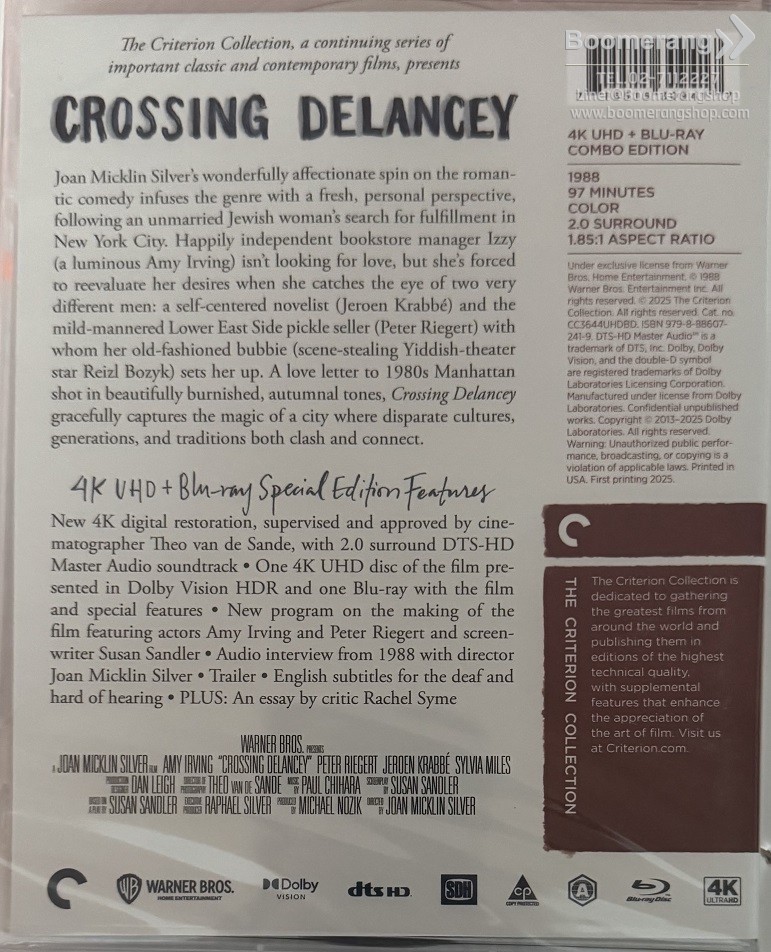 The Criterion Collection, a continuing series of
important classic and contemporary films, presents
CROSSING DELANCEY
Joan Micklin Silver's wonderfully affectionate spin on the roman-
tic comedy infuses the genre with a fresh, personal perspective,
following an unmarried Jewish woman's search for fulfillment in
New York City. Happily independent bookstore manager Izzy
(a luminous Amy Irving) isn't looking for love, but she's forced
to reevaluate her desires when she catches the eye of two very
different men: a self-centered novelist (Jeroen Krabbé) and the
mild-mannered Lower East Side pickle seller (Peter Riegert) with
whom her old-fashioned bubbie (scene-stealing Yiddish-theater
star Reizl Bozyk) sets her up. A love letter to 1980s Manhattan
shot in beautifully burnished, autumnal tones, Crossing Delancey
gracefully captures the magic of a city where disparate cultures,
generations, and traditions both clash and connect.
4K UHD + Blu-ray Special Edition Features
New 4K digital restoration, supervised and approved by cine-
matographer Theo van de Sande, with 2.0 surround DTS-HD
Master Audio soundtrack • One 4K UHD disc of the film pre-
sented in Dolby Vision HDR and one Blu-ray with the film
and special features • New program on the making of the
film featuring actors Amy Irving and Peter Riegert and screen-
writer Susan Sandler • Audio interview from 1988 with director
Joan Micklin Silver • Trailer • English subtitles for the deaf and
hard of hearing • PLUS: An essay by critic Rachel Syme
WARNER BROS. PRESENTS
A JOAN MICKLIN SILVER FILM AMY IRVING "CROSSING DELANCEY" PETER RIEGERT JEROEN KRABBÉ SYLVIA MILES
PRODUCTION DESIGNER DAN LEIGH DIRECTOR OF PHOTOGRAPHY THEO VAN DE SANDE MUSIC BY PAUL CHIHARA SCREENPLAY BY SUSAN SANDLER
BASED ON A PLAY BY SUSAN SANDLER EXECUTIVE PRODUCER RAPHAEL SILVER PRODUCED BY MICHAEL NOZIK DIRECTED BY JOAN MICKLIN SILVER
Boomerang
TEL.02-7112227
Line:@boomerangshop
www.boomerangshop.com
4K UHD + BLU-RAY
COMBO EDITION
1988
97 MINUTES
COLOR
2.0 SURROUND
1.85:1 ASPECT RATIO
Under exclusive license from Warner
Bros. Home Entertainment. © 1988
Warner Bros. Entertainment Inc. All
rights reserved. © 2025 The Criterion
Collection. All rights reserved. Cat. no.
CC3644UHDBD. ISBN 979-8-88607-
241-9. DTS-HD Master Audio™ is a
trademark of DTS, Inc. Dolby, Dolby
Vision, and the double-D symbol
are registered trademarks of Dolby
Laboratories Licensing Corporation.
Manufactured under license from Dolby
Laboratories. Confidential unpublished
works. Copyright © 2013–2025 Dolby
Laboratories. All rights reserved.
Warning: Unauthorized public perfor-
mance, broadcasting, or copying is a
violation of applicable laws. Printed in
USA. First printing 2025.
THE CRITERION COLLECTION
The Criterion Collection is
dedicated to gathering
the greatest films from
around the world and
publishing them in
editions of the highest
technical quality,
with supplemental
features that enhance
the appreciation of
the art of film. Visit us
at Criterion.com.
WB WARNER BROS.
HOME ENTERTAINMENT
Dolby
VISION
dts HD
SDH
CP
COPY PROTECTED
A
Blu-ray Disc
4K
ULTRA HD